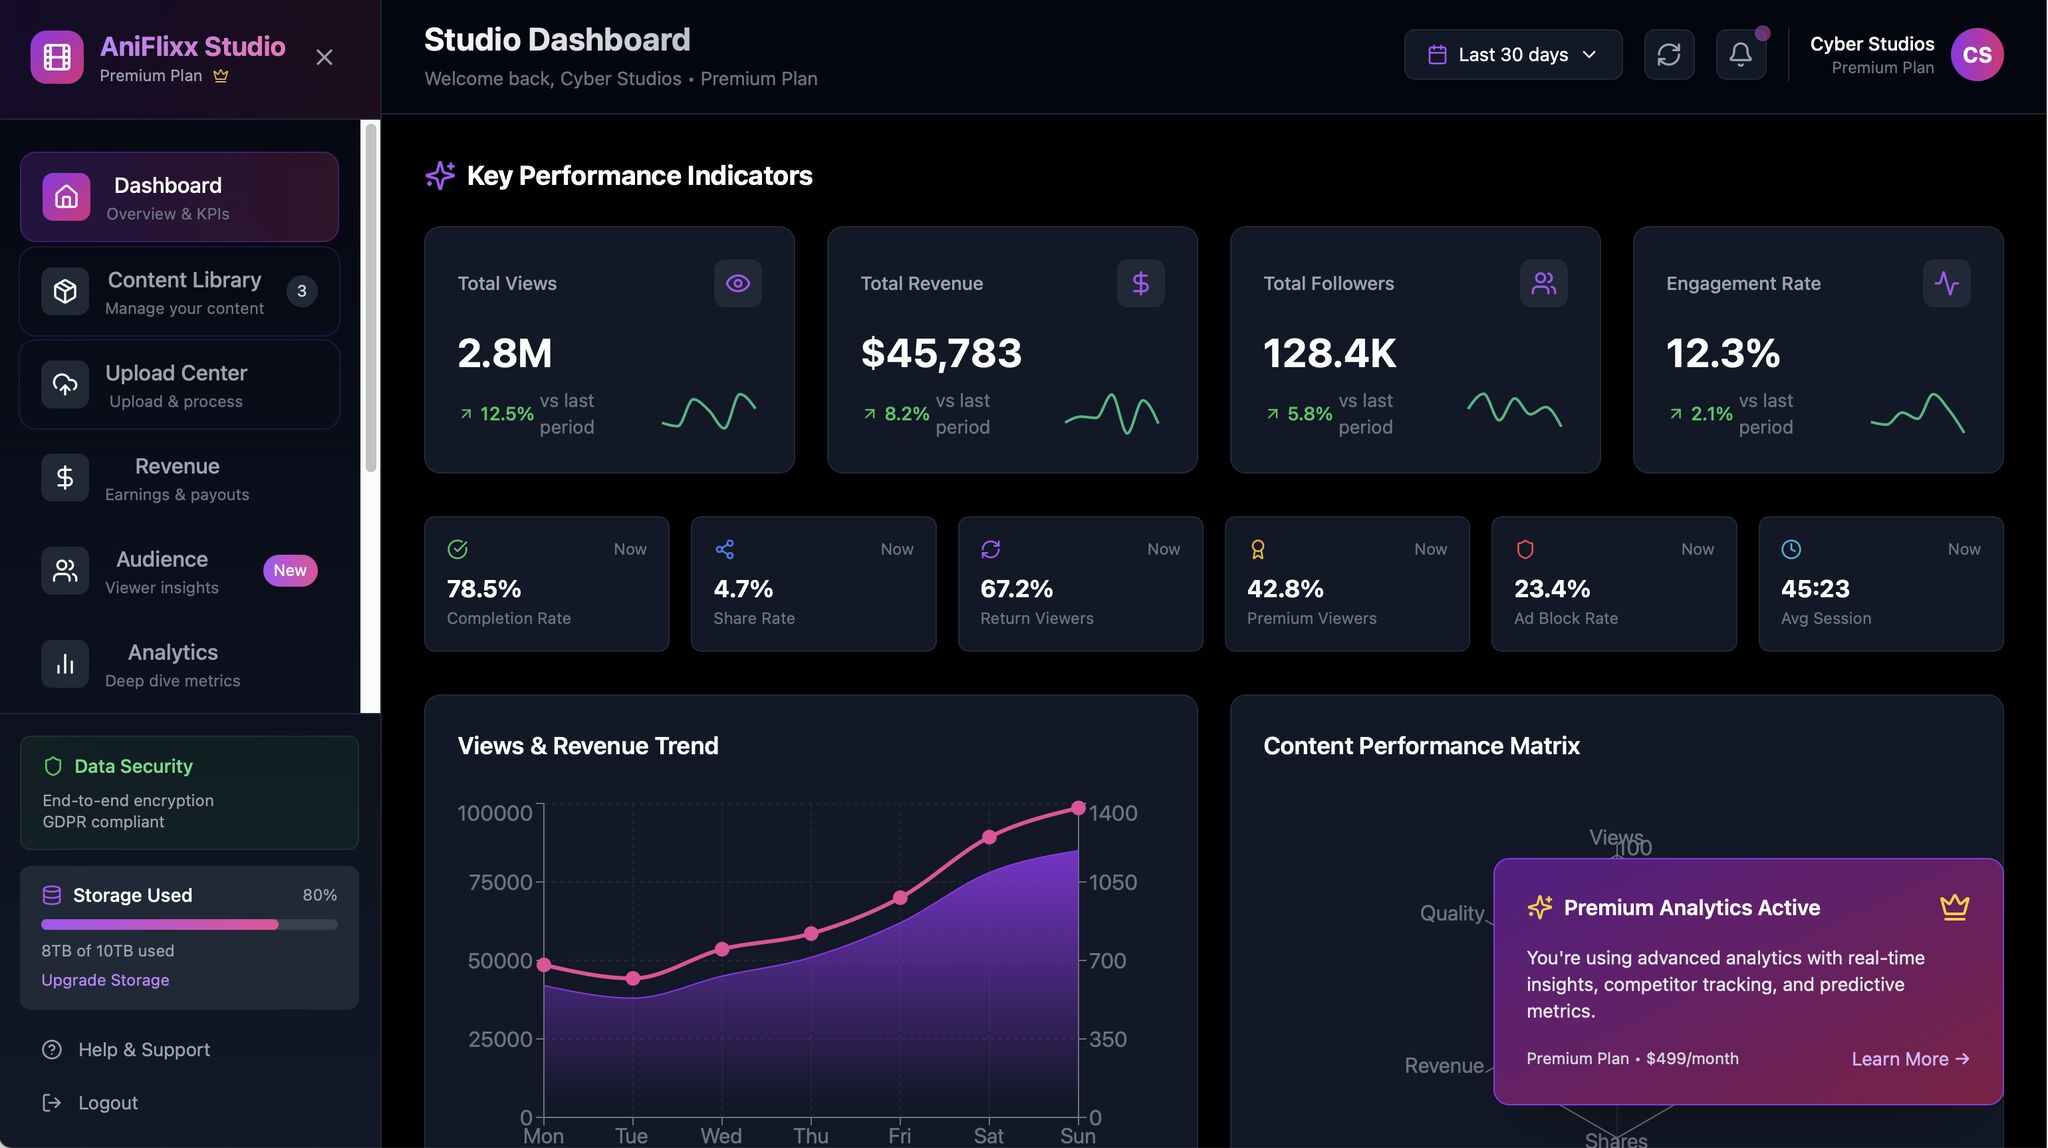 AniFlixx Studio
Premium Plan
Dashboard
Overview & KPIs
Content Library
Manage your content
3
Upload Center
Upload & process
Revenue
Earnings & payouts
Audience
Viewer insights
New
Analytics
Deep dive metrics
Data Security
End-to-end encryption
GDPR compliant
Storage Used
80%
8TB of 10TB used
Upgrade Storage
Help & Support
Logout
Studio Dashboard
Welcome back, Cyber Studios • Premium Plan
Last 30 days
Cyber Studios
Premium Plan
CS
Key Performance Indicators
Total Views
2.8M
12.5%
vs last
period
Total Revenue
$45,783
8.2%
vs last
period
Total Followers
128.4K
5.8%
vs last
period
Engagement Rate
12.3%
2.1%
vs last
period
Now
78.5%
Completion Rate
Now
4.7%
Share Rate
Now
67.2%
Return Viewers
Now
42.8%
Premium Viewers
Now
23.4%
Ad Block Rate
Now
45:23
Avg Session
Views & Revenue Trend
100000
75000
50000
25000
0
1400
1050
700
350
0
Mon Tue Wed Thu Fri Sat Sun
Content Performance Matrix
Views
100
Quality
Revenue
Shares
Premium Analytics Active
You're using advanced analytics with real-time
insights, competitor tracking, and predictive
metrics.
Premium Plan • $499/month
Learn More →